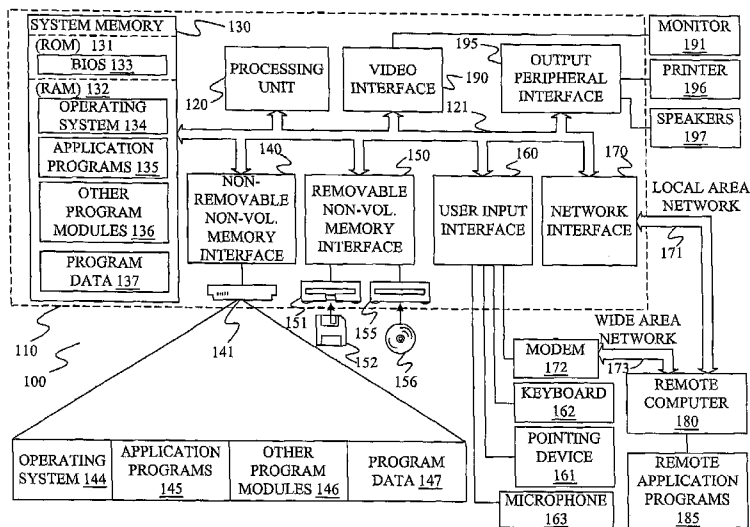 SYSTEM MEMORY
130
(ROM) 131
BIOS 133
(RAM) 132
OPERATING
SYSTEM 134
APPLICATION
PROGRAMS 135
OTHER
PROGRAM
MODULES 136
PROGRAM
DATA 137
120
PROCESSING
UNIT
VIDEO
INTERFACE
190
195
OUTPUT
PERIPHERAL
INTERFACE
121
MONITOR
191
PRINTER
196
SPEAKERS
197
140
NON-
REMOVABLE
NON-VOL.
MEMORY
INTERFACE
150
REMOVABLE
NON-VOL.
MEMORY
INTERFACE
160
USER INPUT
INTERFACE
170
NETWORK
INTERFACE
LOCAL AREA
NETWORK
171
110
100
141
151
152
155
156
WIDE AREA
NETWORK
MODEM
172
173
KEYBOARD
162
POINTING
DEVICE
161
MICROPHONE
163
REMOTE
COMPUTER
180
REMOTE
APPLICATION
PROGRAMS
185
OPERATING
SYSTEM 144
APPLICATION
PROGRAMS
145
OTHER
PROGRAM
MODULES 146
PROGRAM
DATA 147